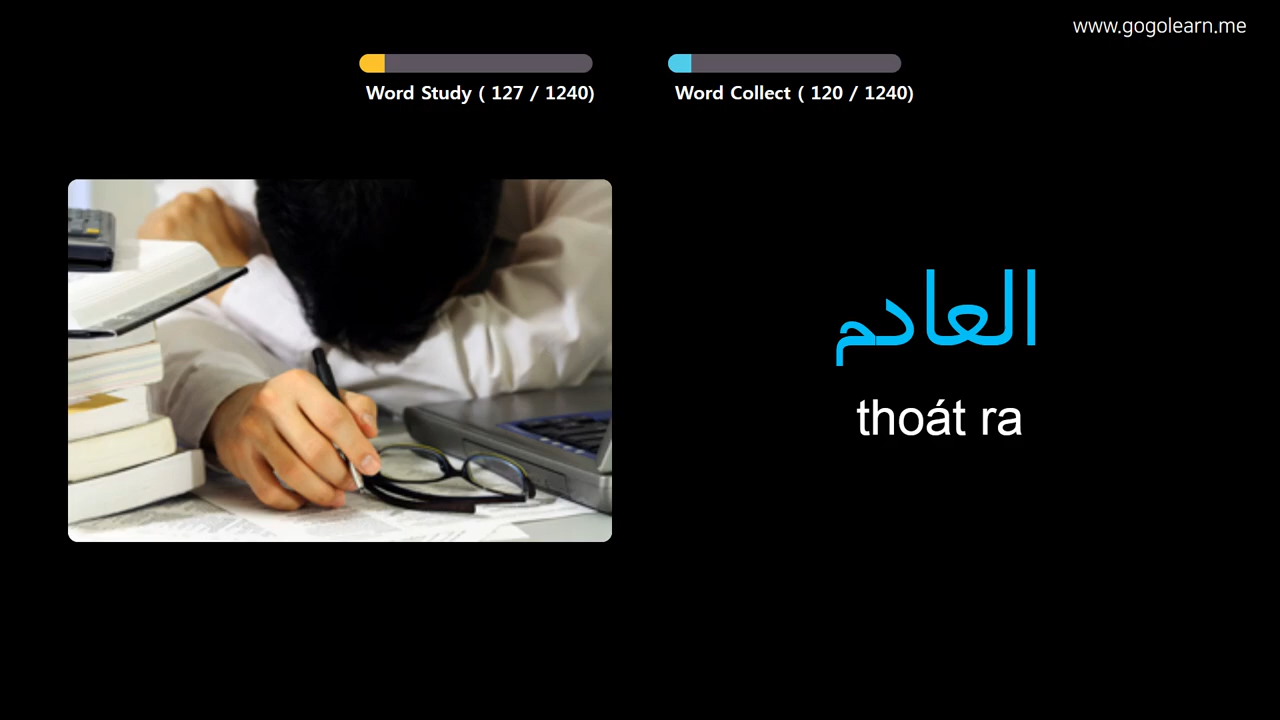 www.gogolearn.me
Word Study ( 127 / 1240)
Word Collect ( 120 / 1240)
العادم
thoát ra